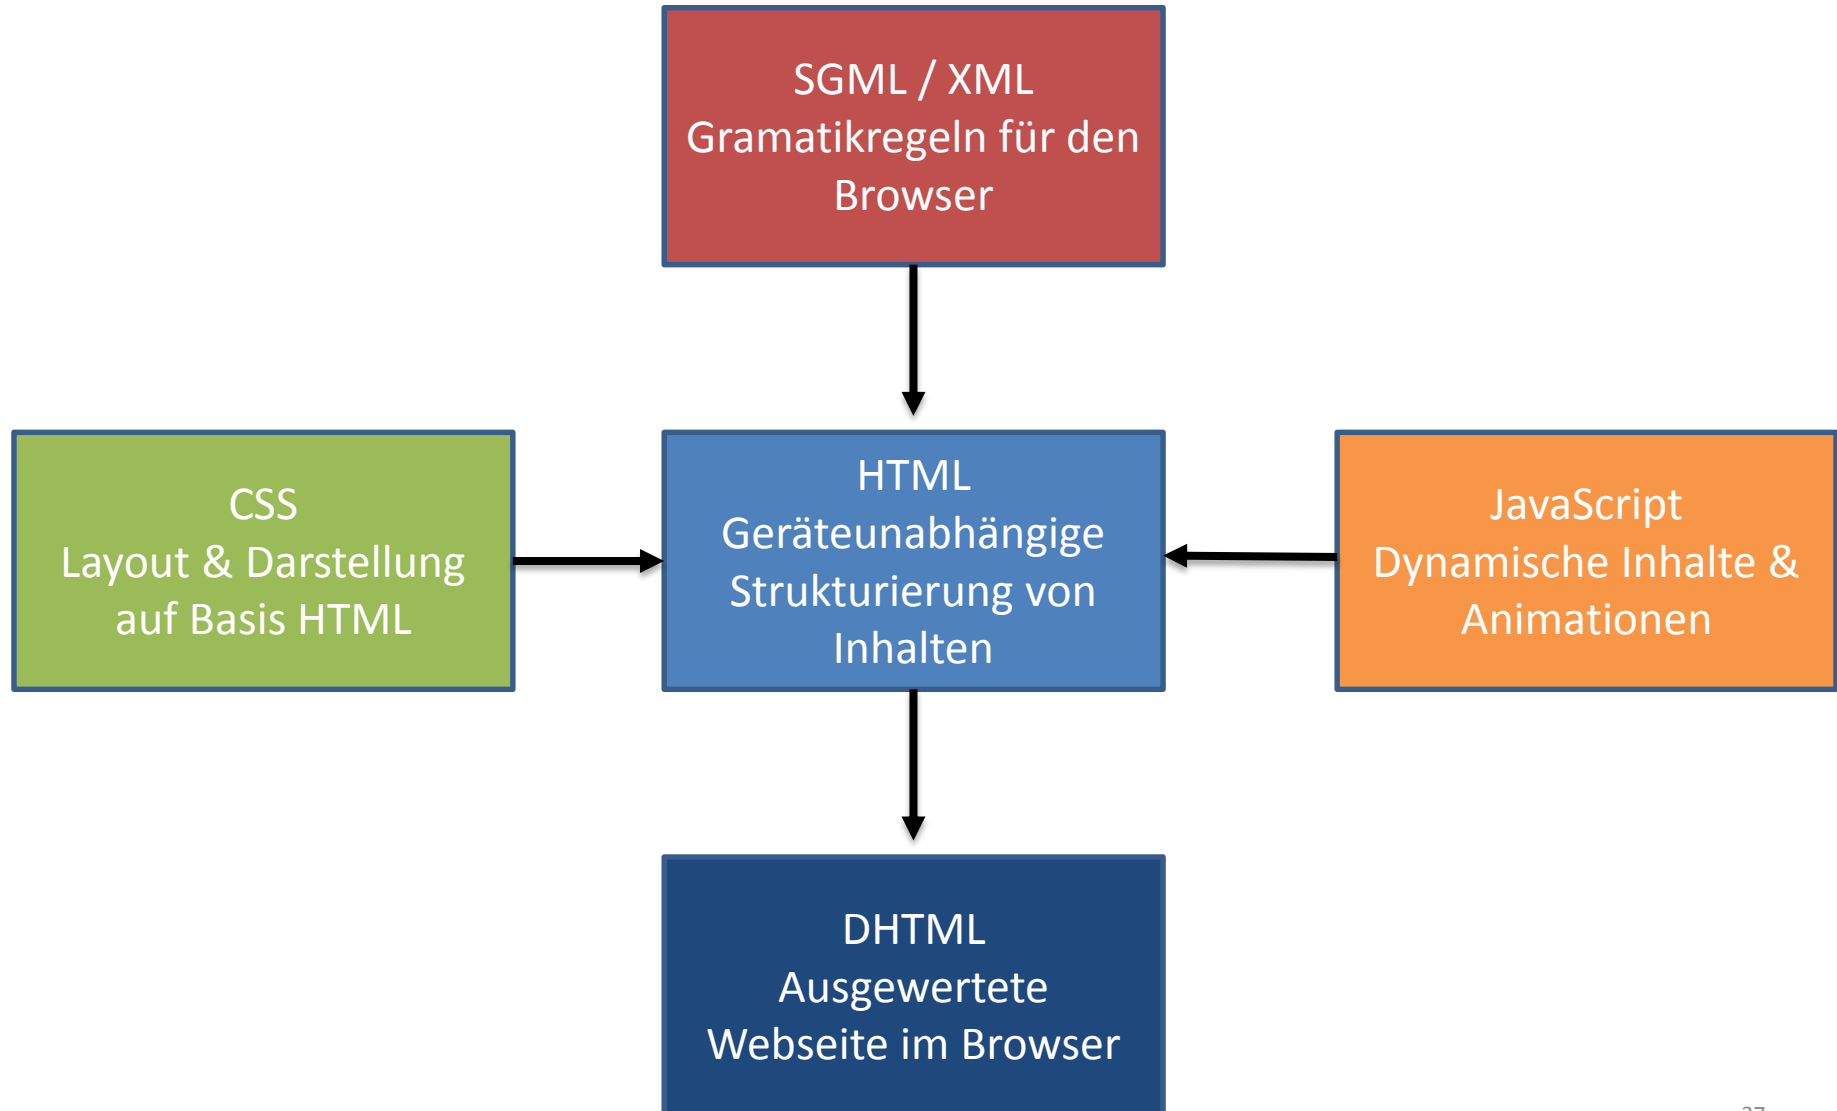 SGML / XML
Gramatikregeln für den
Browser
CSS
Layout & Darstellung
auf Basis HTML
HTML
Geräteunabhängige
Strukturierung von
Inhalten
JavaScript
Dynamische Inhalte &
Animationen
DHTML
Ausgewertete
Webseite im Browser